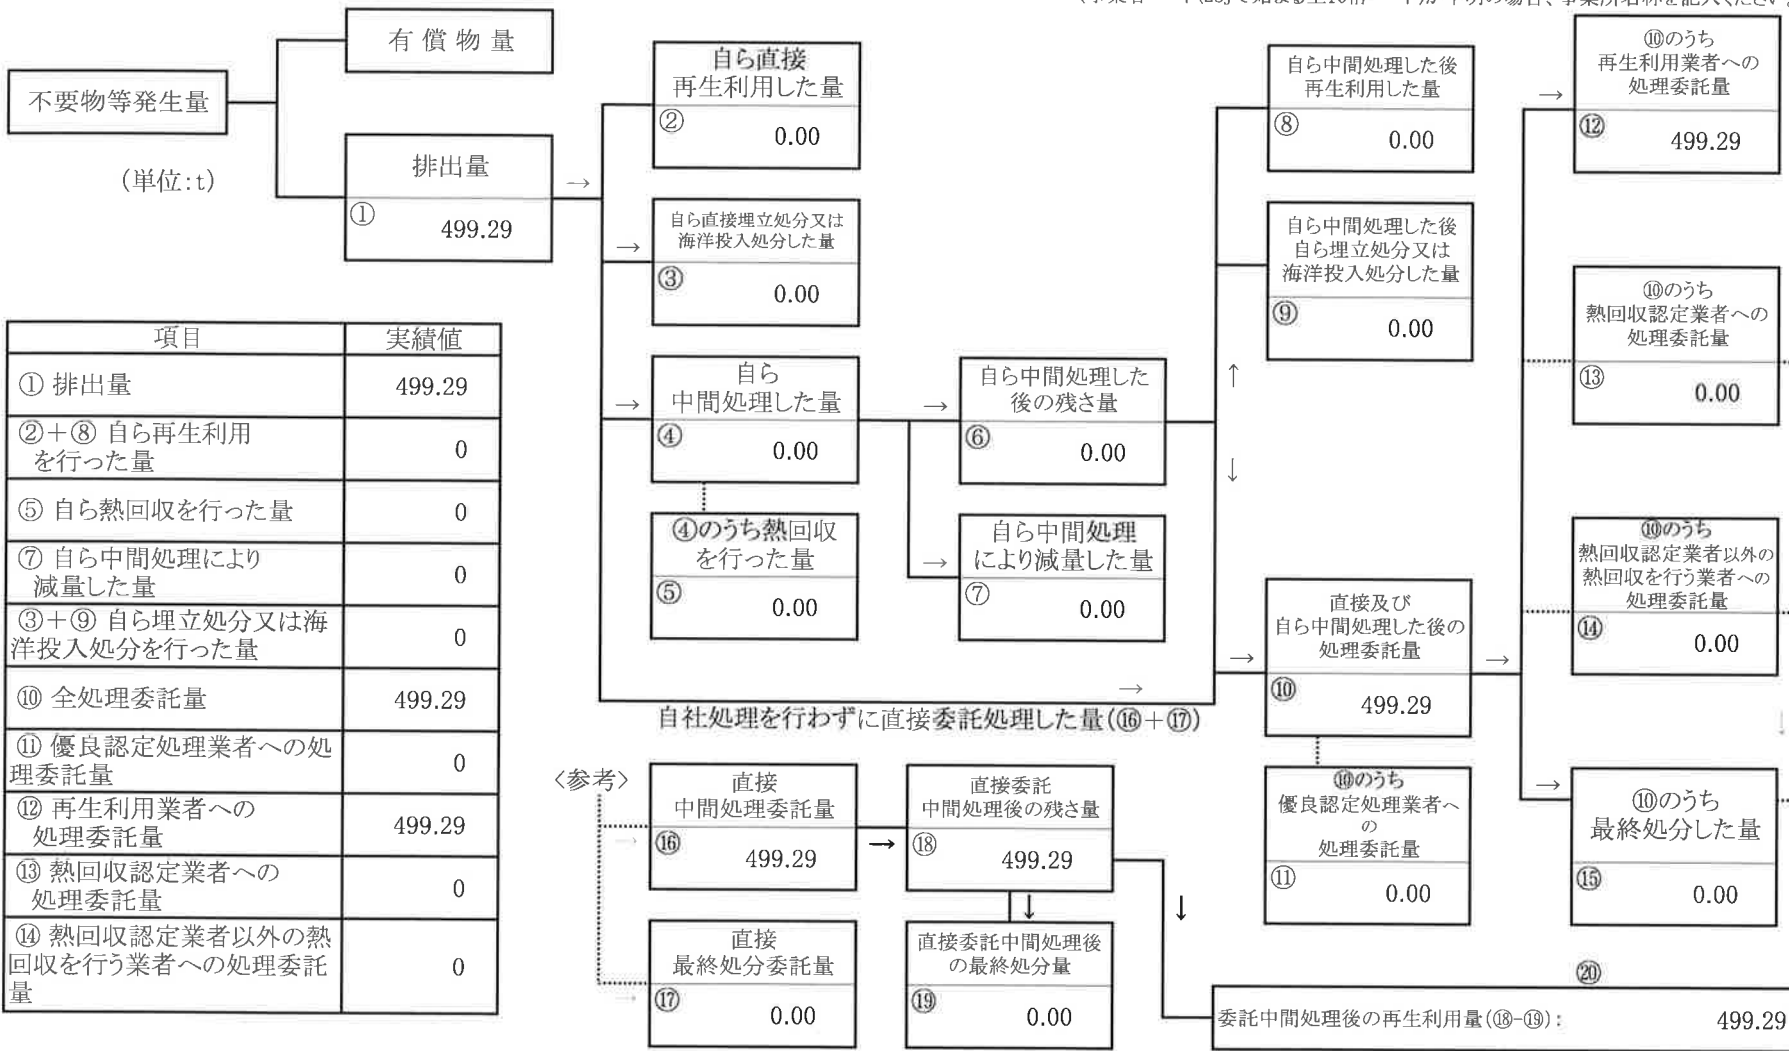 有償物量
不要物等発生量
(単位:t)
排出量
①
499.29
→
自ら直接
再生利用した量
②
0.00
→
自ら直接埋立処分又は
海洋投入処分した量
③
0.00
→
自ら
中間処理した量
④
0.00
④のうち熱回収
を行った量
⑤
0.00
→
自ら中間処理した
後の残さ量
⑥
0.00
→
自ら中間処理
により減量した量
⑦
0.00
↑
↓
自ら中間処理した後
再生利用した量
⑧
0.00
自ら中間処理した後
自ら埋立処分又は
海洋投入処分した量
⑨
0.00
→
自社処理を行わずに直接委託処理した量(⑯+⑰)
→
直接及び
自ら中間処理した後の
処理委託量
⑩
499.29
→
⑩のうち
優良認定処理業者へ
の
処理委託量
⑪
0.00
→
⑩のうち
再生利用業者への
処理委託量
⑫
499.29
⑩のうち
熱回収認定業者への
処理委託量
⑬
0.00
⑩のうち
熱回収認定業者以外の
熱回収を行う業者への
処理委託量
⑭
0.00
→
⑩のうち
最終処分した量
⑮
0.00
↓
項目 実績値
① 排出量 499.29
②+⑧ 自ら再生利用
を行った量 0
⑤ 自ら熱回収を行った量 0
⑦ 自ら中間処理により
減量した量 0
③+⑨ 自ら埋立処分又は海
洋投入処分を行った量 0
⑩ 全処理委託量 499.29
⑪ 優良認定処理業者への処
理委託量 0
⑫ 再生利用業者への
処理委託量 499.29
⑬ 熱回収認定業者への
処理委託量 0
⑭ 熱回収認定業者以外の熱
回収を行う業者への処理委託
量 0
〈参考〉
→
直接
中間処理委託量
⑯
499.29
→
直接委託
中間処理後の残さ量
⑱
499.29
→
直接
最終処分委託量
⑰
0.00
↓
直接委託中間処理後
の最終処分量
⑲
0.00
↓
⑳
委託中間処理後の再生利用量(⑱-⑲): 499.29